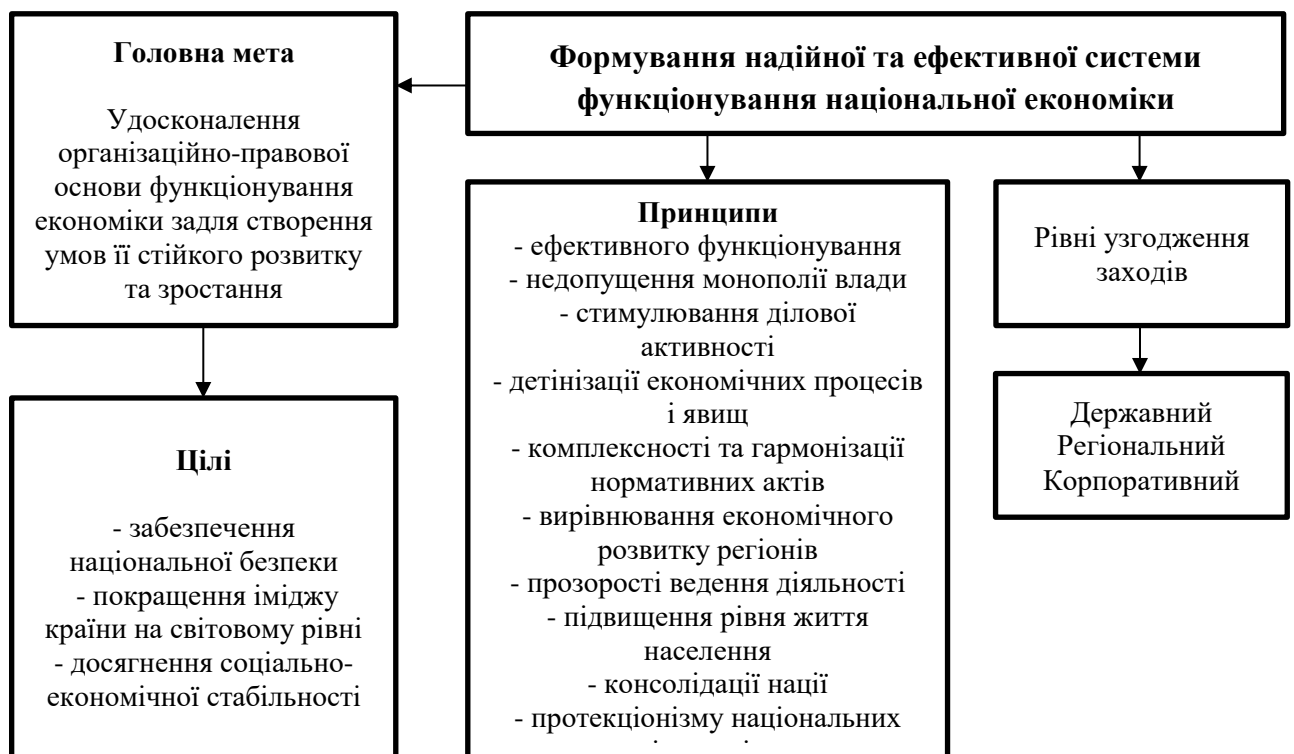 Головна мета
Удосконалення
організаційно-правової
основи функціонування
економіки задля створення
умов її стійкого розвитку
та зростання
Формування надійної та ефективної системи
функціонування національної економіки
Цілі
- забезпечення
національної безпеки
- покращення іміджу
країни на світовому рівні
- досягнення соціально-
економічної стабільності
Принципи
- ефективного функціонування
- недопущення монополії влади
- стимулювання ділової
активності
- детінізації економічних процесів
і явищ
- комплексності та гармонізації
нормативних актів
- вирівнювання економічного
розвитку регіонів
- прозорості ведення діяльності
- підвищення рівня життя
населення
- консолідації нації
- протекціонізму національних
Рівні узгодження
заходів
Державний
Регіональний
Корпоративний